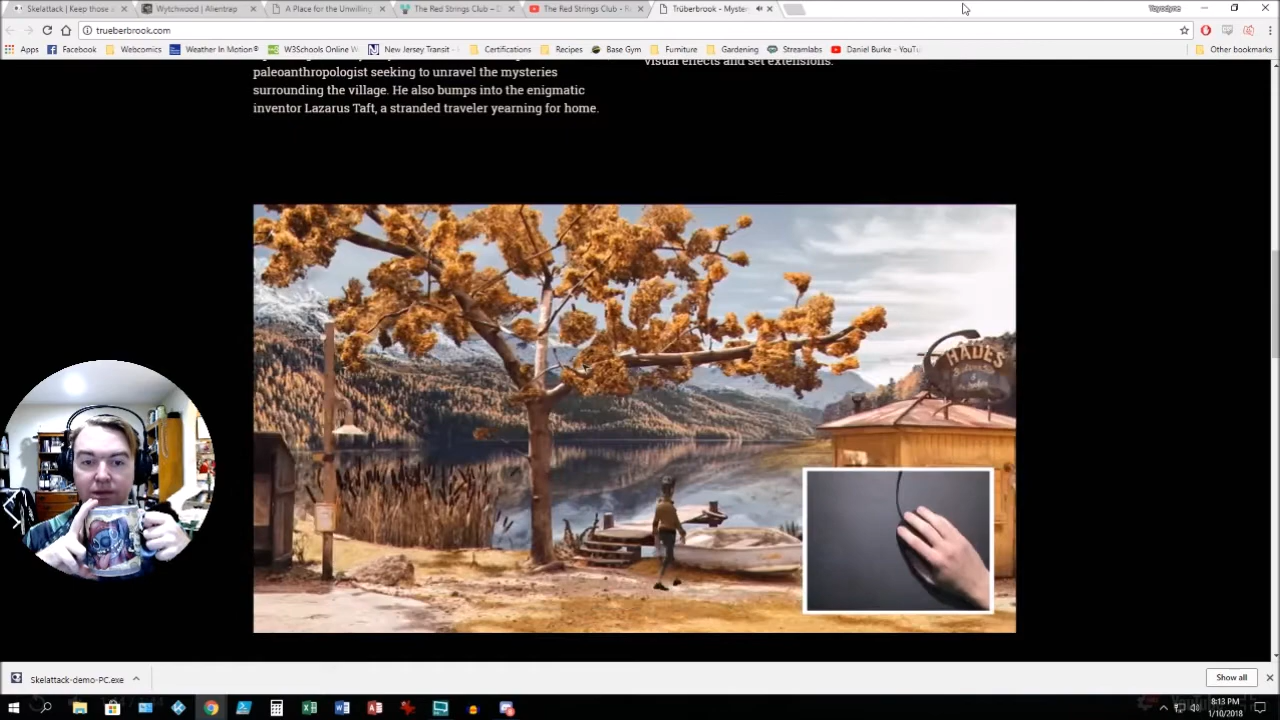 Skelattack | Keep those a
Wytchwood | Alientrap
A Place for the Unwilling
The Red Strings Club - D
The Red Strings Club - R
Trüberbrook - Myster
Yoyodyne
trueberbrook.com
Apps
Facebook
Webcomics
Weather In Motion®
W3Schools Online W
New Jersey Transit - L
Certifications
Recipes
Base Gym
Furniture
Gardening
Streamlabs
Daniel Burke - YouTu
Other bookmarks
paleoanthropologist seeking to unravel the mysteries
surrounding the village. He also bumps into the enigmatic
inventor Lazarus Taft, a stranded traveler yearning for home.
visual effects and set extensions.
HADES
Skelattack-demo-PC.exe
Show all
8:13 PM
1/10/2018